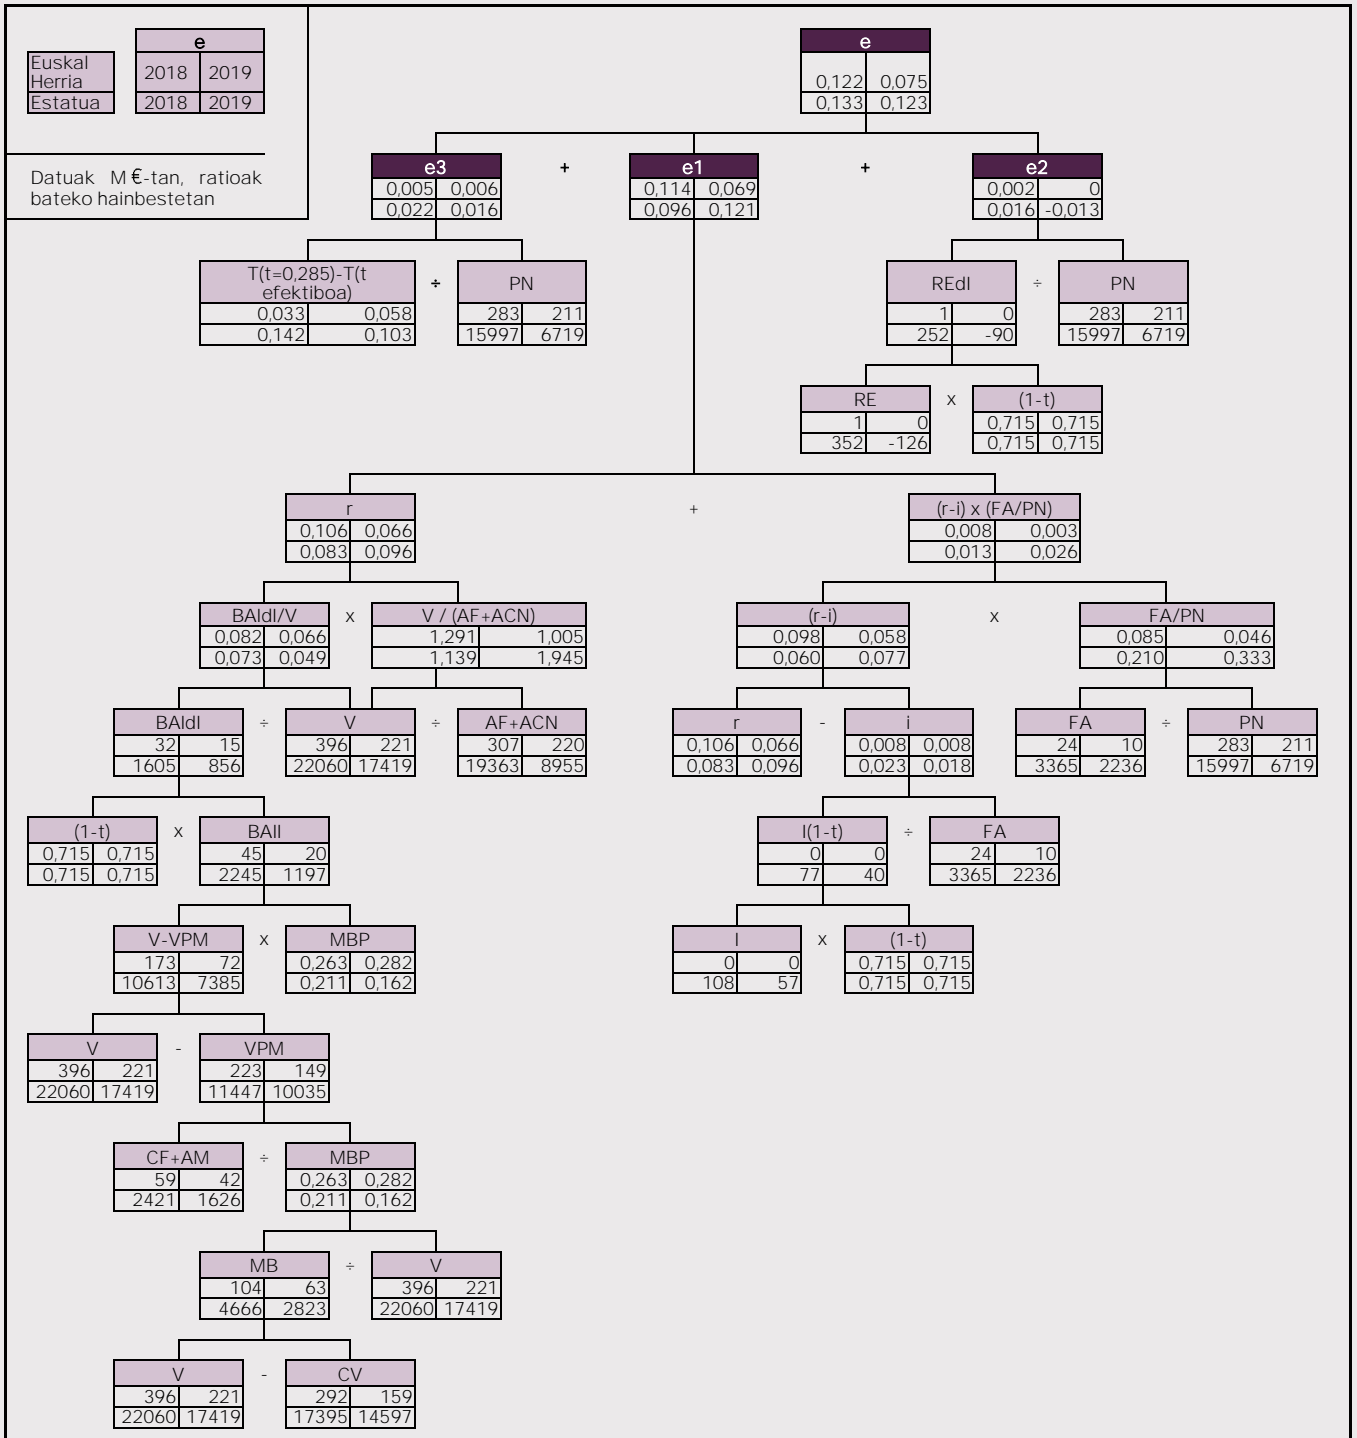 e
Euskal Herria 2018 2019
Estatua 2018 2019
Datuak M €-tan, ratioak
bateko hainbestetan
e
0,122 0,075
0,133 0,123
e3 + e1 + e2
0,005 0,006 0,114 0,069 0,002 0
0,022 0,016 0,096 0,121 0,016 -0,013
T(t=0,285)-T(t efektiboa) ÷ PN REdI ÷ PN
0,033 0,058 283 211 1 0 283 211
0,142 0,103 15997 6719 252 -90 15997 6719
RE x (1-t)
1 0 0,715 0,715
352 -126 0,715 0,715
r + (r-i) x (FA/PN)
0,106 0,066 0,008 0,003
0,083 0,096 0,013 0,026
BAIdI/V x V / (AF+ACN) (r-i) x FA/PN
0,082 0,066 1,291 1,005 0,098 0,058 0,085 0,046
0,073 0,049 1,139 1,945 0,060 0,077 0,210 0,333
BAIdI ÷ V ÷ AF+ACN r - i FA ÷ PN
32 15 396 221 307 220 0,106 0,066 0,008 0,008 24 10 283 211
1605 856 22060 17419 19363 8955 0,083 0,096 0,023 0,018 3365 2236 15997 6719
(1-t) x BAII I(1-t) ÷ FA
0,715 0,715 45 20 0 0 24 10
0,715 0,715 2245 1197 77 40 3365 2236
V-VPM x MBP I x (1-t)
173 72 0,263 0,282 0 0 0,715 0,715
10613 7385 0,211 0,162 108 57 0,715 0,715
V - VPM
396 221 223 149
22060 17419 11447 10035
CF+AM ÷ MBP
59 42 0,263 0,282
2421 1626 0,211 0,162
MB ÷ V
104 63 396 221
4666 2823 22060 17419
V - CV
396 221 292 159
22060 17419 17395 14597